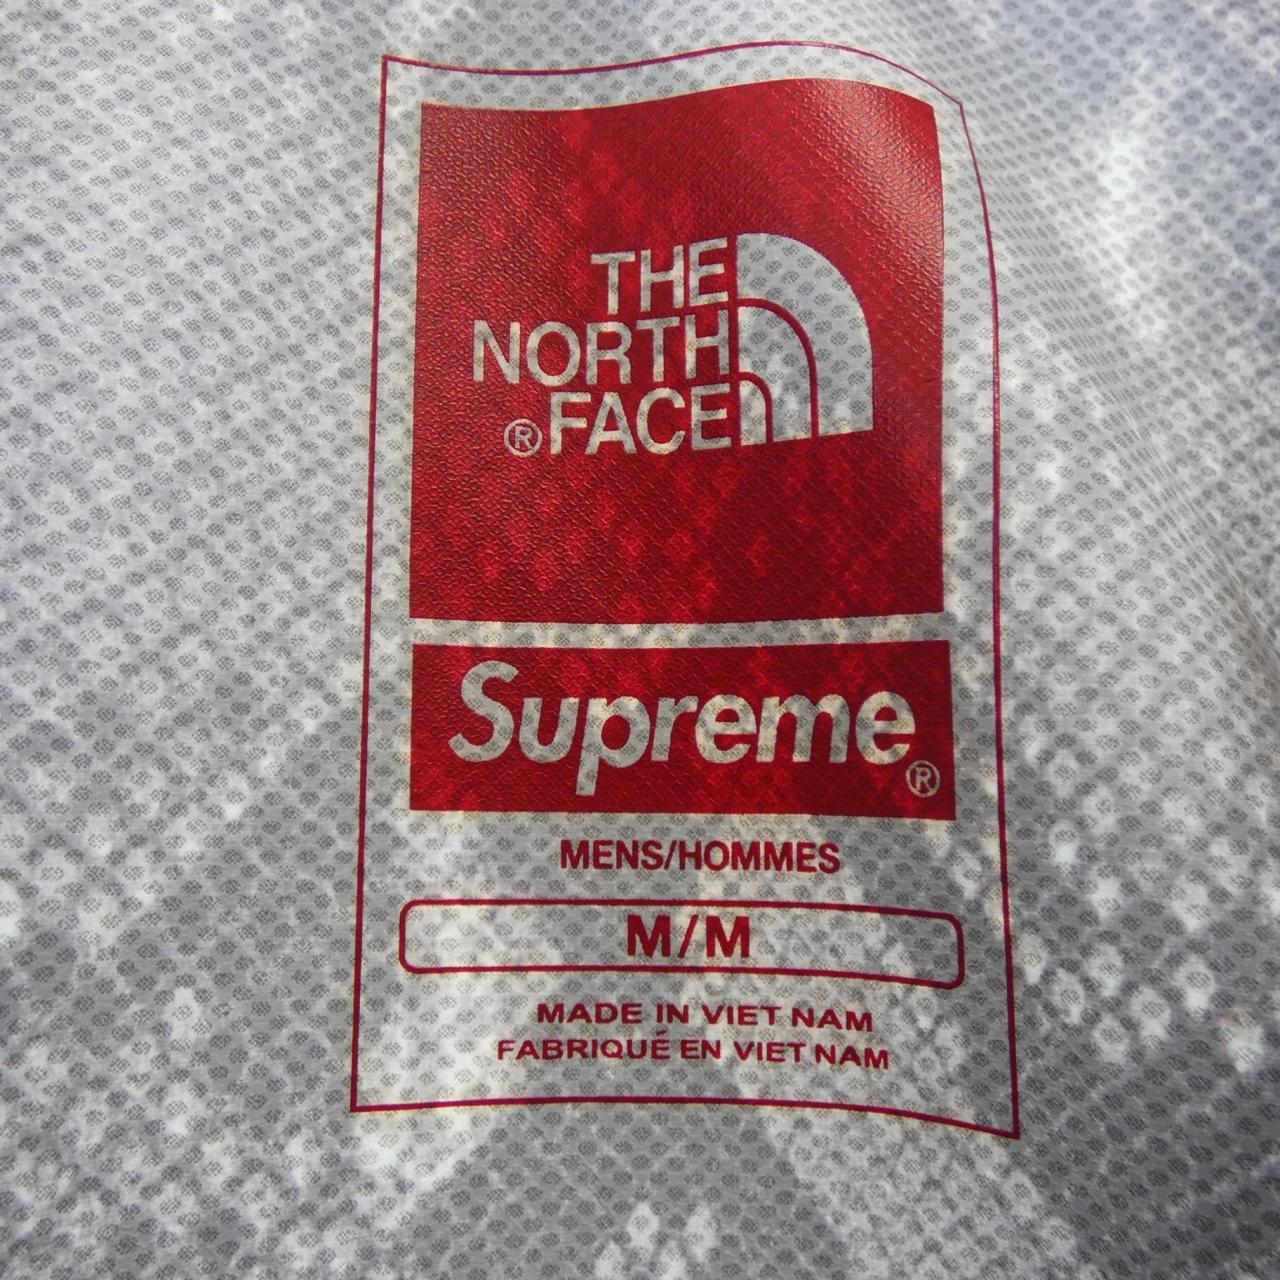 THE
NORTH
® FACE
Supreme®
MENS/HOMMES
M/M
MADE IN VIET NAM
FABRIQUÉ EN VIET NAM